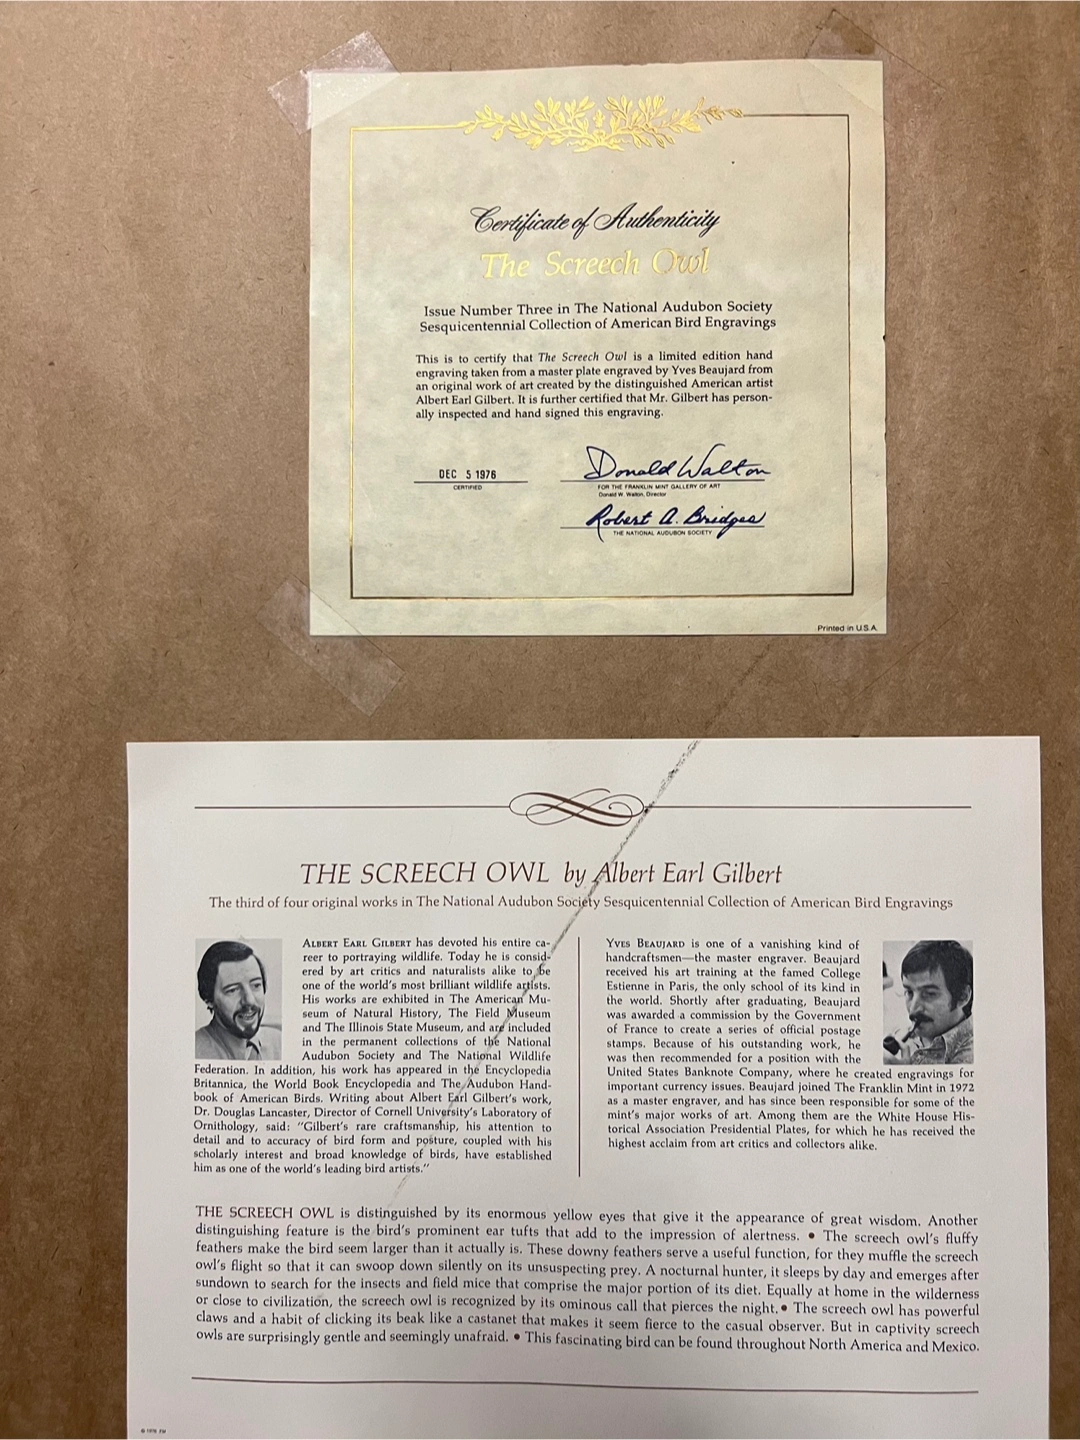 Certificate of Authenticity
The Screech Owl
Issue Number Three in The National Audubon Society
Sesquicentennial Collection of American Bird Engravings
This is to certify that The Screech Owl is a limited edition hand
engraving taken from a master plate engraved by Yves Beaujard from
an original work of art created by the distinguished American artist
Albert Earl Gilbert. It is further certified that Mr. Gilbert has person-
ally inspected and hand signed this engraving.
DEC 5 1976
CERTIFIED
Donald Walton
FOR THE FRANKLIN MINT GALLERY OF ART
Donald W. Walton, Director
Robert A. Bridges
THE NATIONAL AUDUBON SOCIETY
Printed in U.S.A.
THE SCREECH OWL by Albert Earl Gilbert
The third of four original works in The National Audubon Society Sesquicentennial Collection of American Bird Engravings
ALBERT EARL GILBERT has devoted his entire ca-
reer to portraying wildlife. Today he is consid-
ered by art critics and naturalists alike to be
one of the world's most brilliant wildlife artists.
His works are exhibited in The American Mu-
seum of Natural History, The Field Museum
and The Illinois State Museum, and are included
in the permanent collections of the National
Audubon Society and The National Wildlife
Federation. In addition, his work has appeared in the Encyclopedia
Britannica, the World Book Encyclopedia and The Audubon Hand-
book of American Birds. Writing about Albert Earl Gilbert's work,
Dr. Douglas Lancaster, Director of Cornell University's Laboratory of
Ornithology, said: "Gilbert's rare craftsmanship, his attention to
detail and to accuracy of bird form and posture, coupled with his
scholarly interest and broad knowledge of birds, have established
him as one of the world's leading bird artists."
YVES BEAUJARD is one of a vanishing kind of
handcraftsmen—the master engraver. Beaujard
received his art training at the famed College
Estienne in Paris, the only school of its kind in
the world. Shortly after graduating, Beaujard
was awarded a commission by the Government
of France to create a series of official postage
stamps. Because of his outstanding work, he
was then recommended for a position with the
United States Banknote Company, where he created engravings for
important currency issues. Beaujard joined The Franklin Mint in 1972
as a master engraver, and has since been responsible for some of the
mint's major works of art. Among them are the White House His-
torical Association Presidential Plates, for which he has received the
highest acclaim from art critics and collectors alike.
THE SCREECH OWL is distinguished by its enormous yellow eyes that give it the appearance of great wisdom. Another
distinguishing feature is the bird's prominent ear tufts that add to the impression of alertness. • The screech owl's fluffy
feathers make the bird seem larger than it actually is. These downy feathers serve a useful function, for they muffle the screech
owl's flight so that it can swoop down silently on its unsuspecting prey. A nocturnal hunter, it sleeps by day and emerges after
sundown to search for the insects and field mice that comprise the major portion of its diet. Equally at home in the wilderness
or close to civilization, the screech owl is recognized by its ominous call that pierces the night. • The screech owl has powerful
claws and a habit of clicking its beak like a castanet that makes it seem fierce to the casual observer. But in captivity screech
owls are surprisingly gentle and seemingly unafraid. • This fascinating bird can be found throughout North America and Mexico.
© 1976 FM